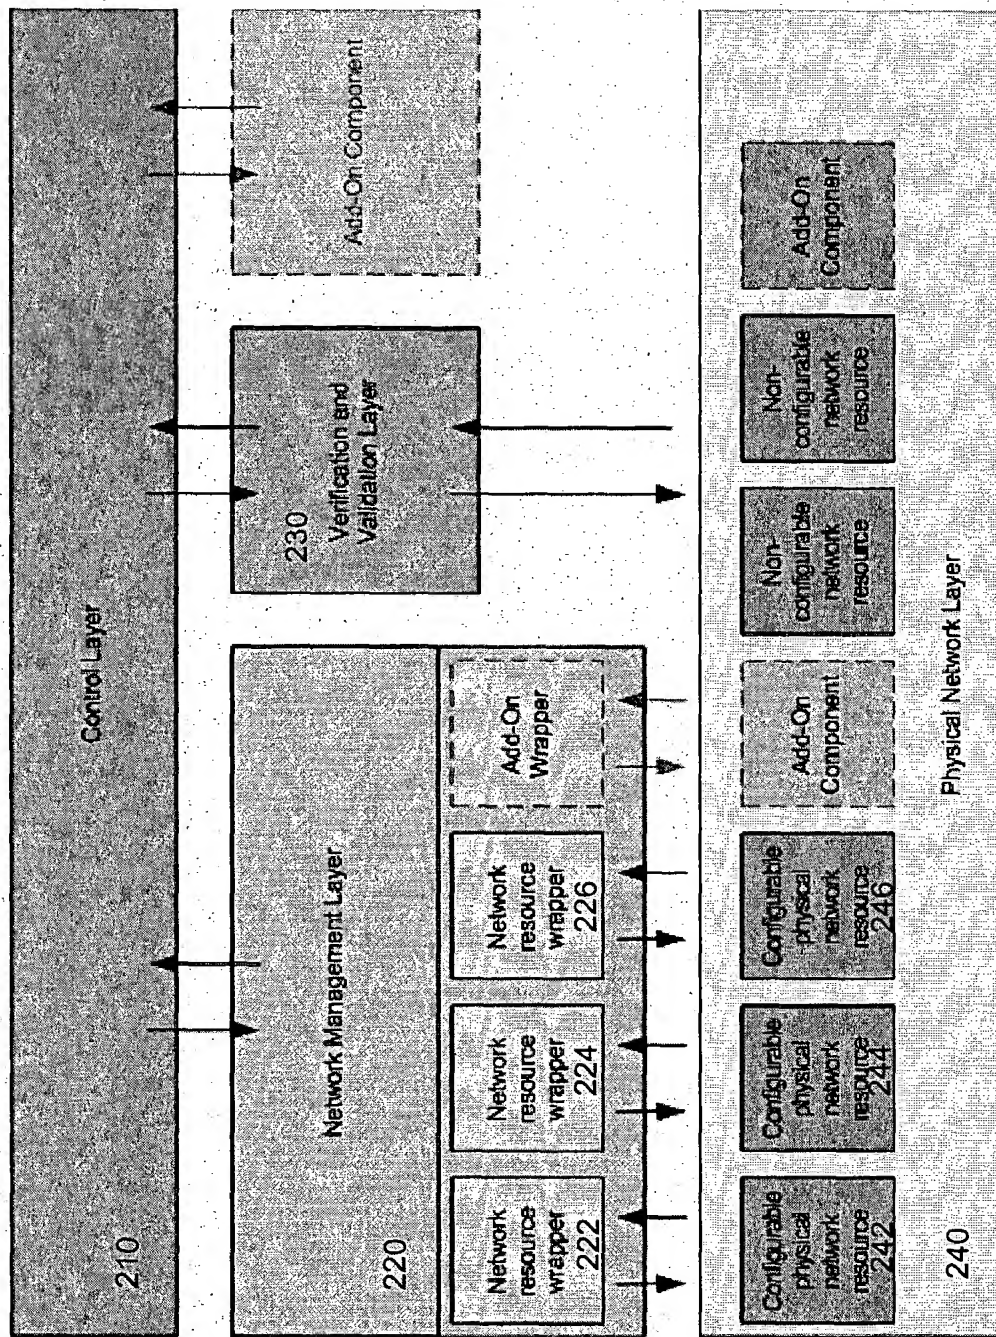 Control Layer
210
Network Management Layer
220
Network
resource
wrapper
222
Network
resource
wrapper
224
Network
resource
wrapper
226
Add-On
Wrapper
230
Verification and
Validation Layer
Add-On Component
Configurable
physical
network
resource
242
Configurable
physical
network
resource
244
Configurable
physical
network
resource
246
Add-On
Component
Non-
configurable
network
resource
Non-
configurable
network
resource
Add-On
Component
Physical Network Layer
240